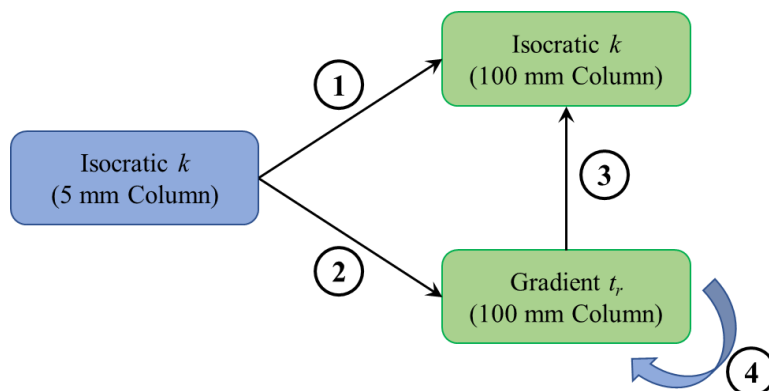 Isocratic k
(100 mm Column)
1
Isocratic k
(5 mm Column)
3
2
Gradient tr
(100 mm Column)
4